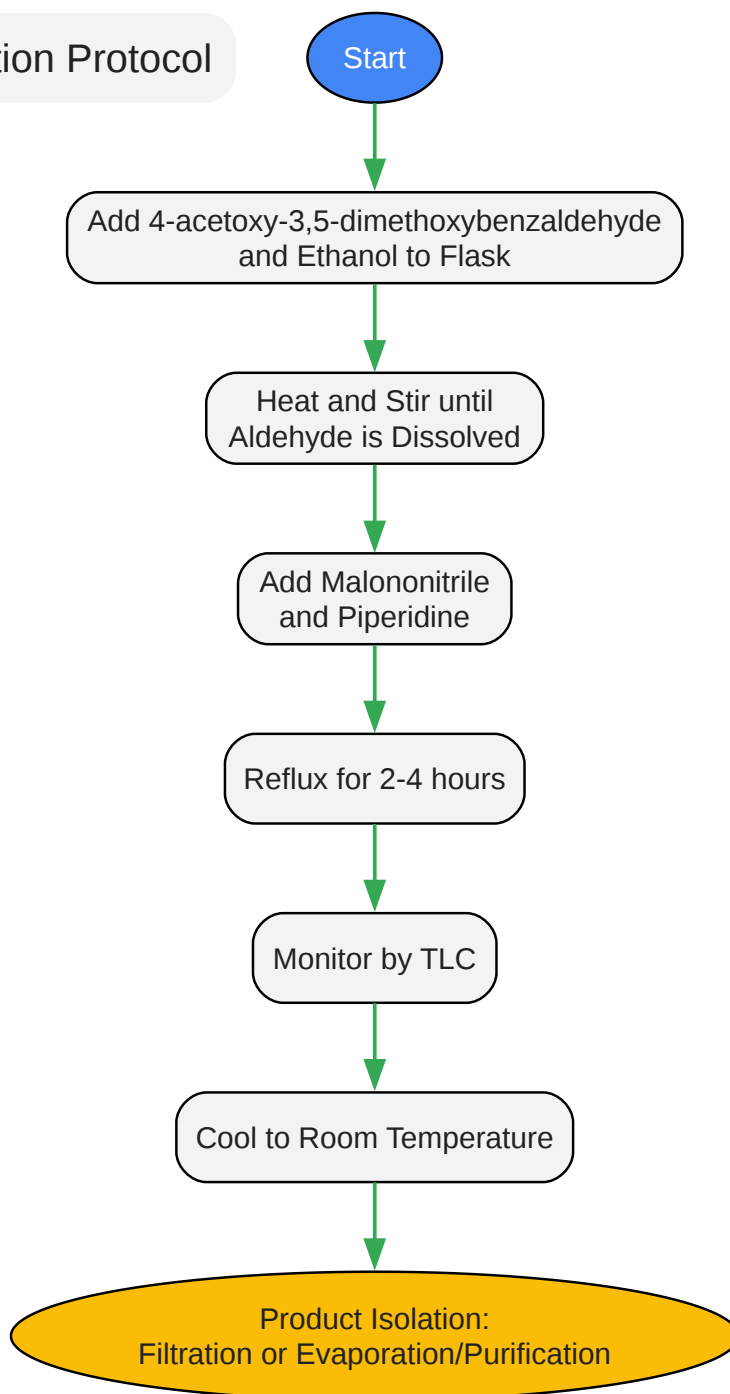 tion Protocol
Start
Add 4-acetoxy-3,5-dimethoxybenzaldehyde
and Ethanol to Flask
Heat and Stir until
Aldehyde is Dissolved
Add Malononitrile
and Piperidine
Reflux for 2-4 hours
Monitor by TLC
Cool to Room Temperature
Product Isolation:
Filtration or Evaporation/Purification